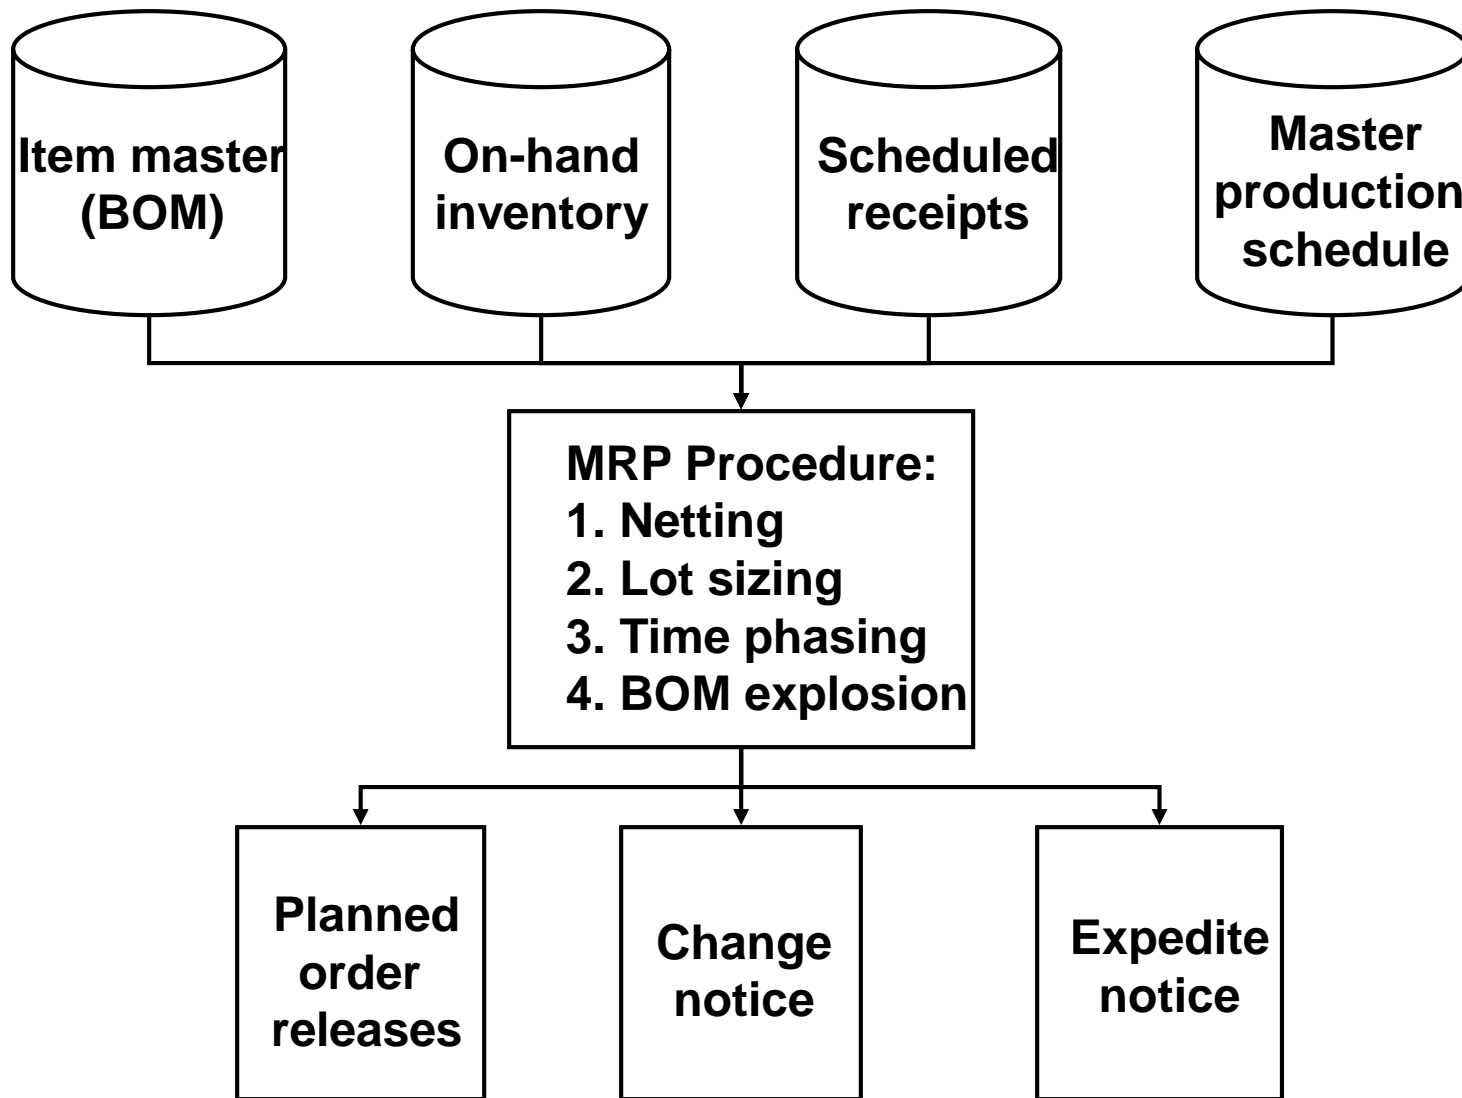 Item master
(BOM)
On-hand
inventory
Scheduled
receipts
Master
production
schedule
MRP Procedure:
1. Netting
2. Lot sizing
3. Time phasing
4. BOM explosion
Planned
order
releases
Change
notice
Expedite
notice